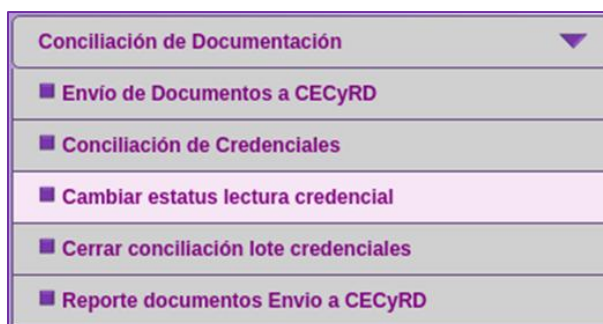 Conciliación de Documentación
Envío de Documentos a CECyRD
Conciliación de Credenciales
Cambiar estatus lectura credencial
Cerrar conciliación lote credenciales
Reporte documentos Envio a CECyRD